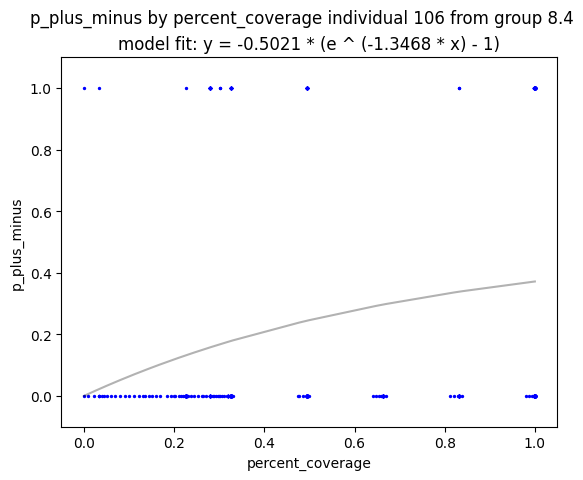 p_plus_minus by percent_coverage individual 106 from group 8.4
model fit: y = -0.5021 * (e ^ (-1.3468 * x) - 1)
1.0
0.8
0.6
0.4
0.2
0.0
p_plus_minus
0.0 0.2 0.4 0.6 0.8 1.0
percent_coverage